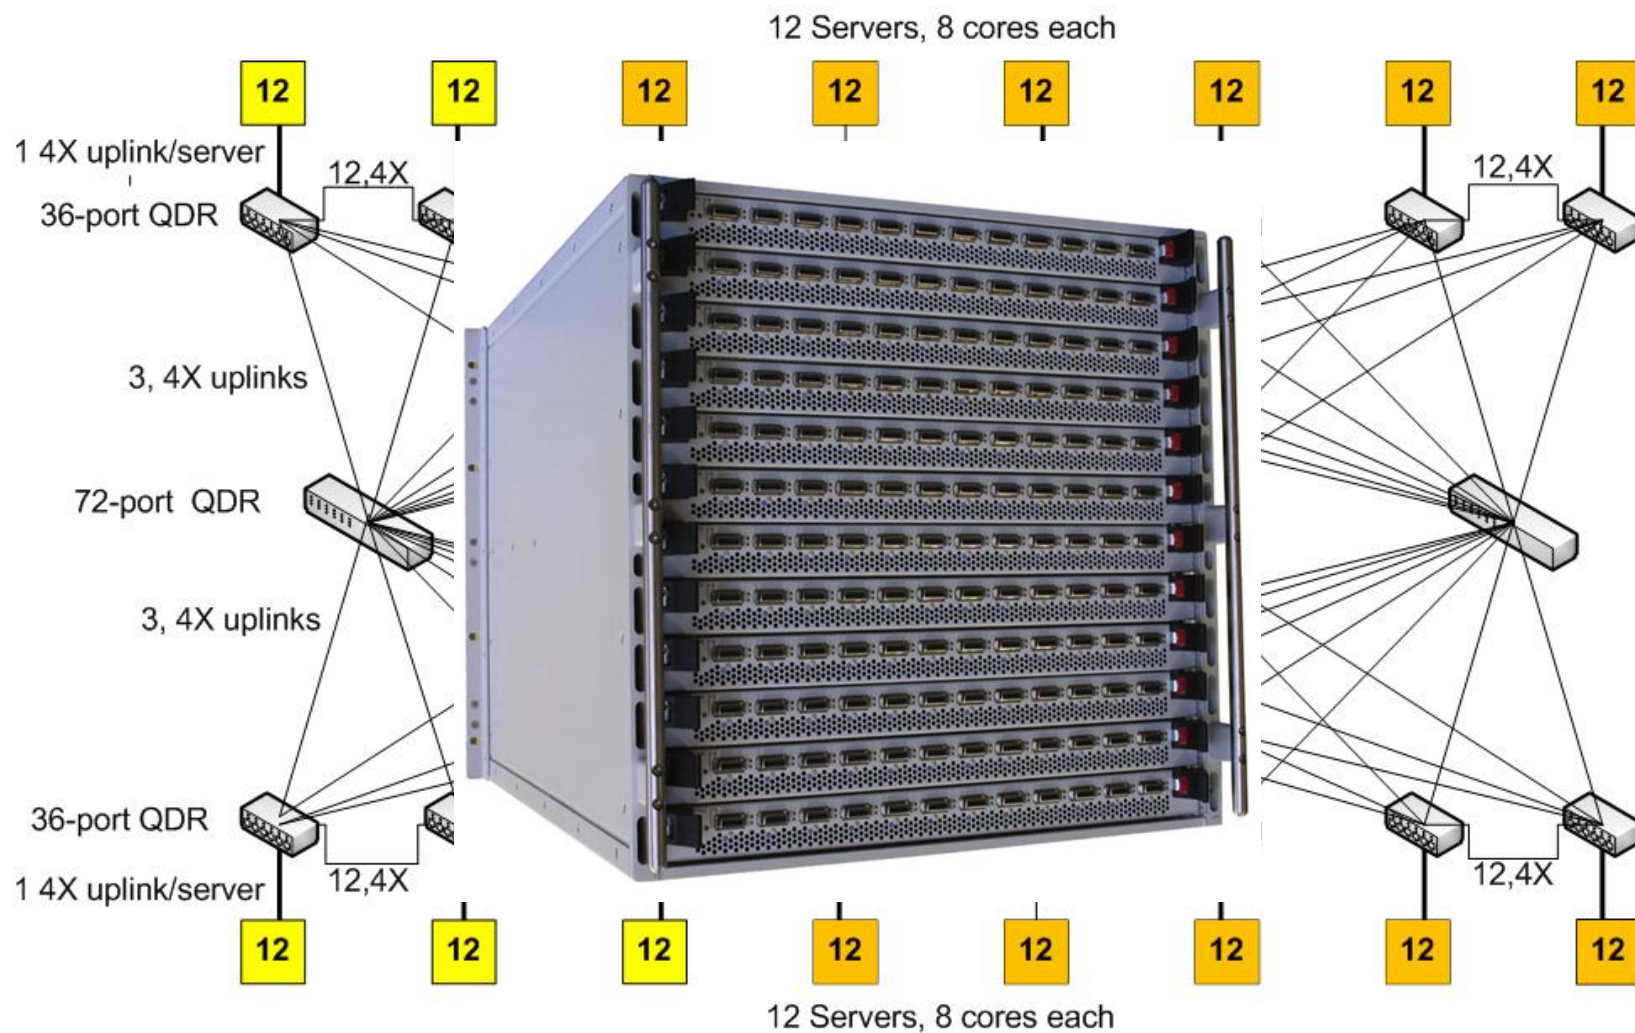 12 Servers, 8 cores each
12 12 12 12 12 12 12 12
1 4X uplink/server
12,4X 12,4X
36-port QDR
3, 4X uplinks
72-port QDR
3, 4X uplinks
36-port QDR
12,4X 12,4X
1 4X uplink/server
12 12 12 12 12 12 12 12
12 Servers, 8 cores each